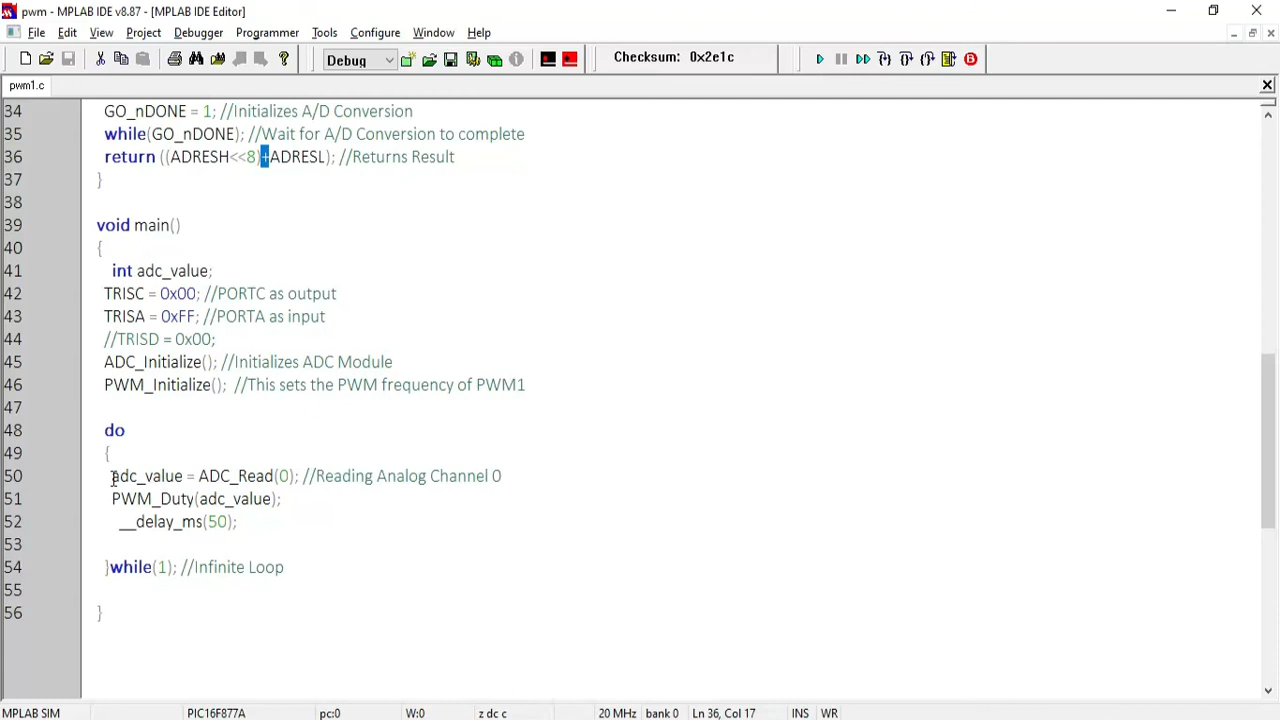 pwm - MPLAB IDE v8.87 - [MPLAB IDE Editor]
File Edit View Project Debugger Programmer Tools Configure Window Help
Debug Checksum: 0x2e1c
pwm1.c
34 GO_nDONE = 1; //Initializes A/D Conversion
35 while(GO_nDONE); //Wait for A/D Conversion to complete
36 return ((ADRESH<<8)+ADRESL); //Returns Result
37 }
38
39 void main()
40 {
41 int adc_value;
42 TRISC = 0x00; //PORTC as output
43 TRISA = 0xFF; //PORTA as input
44 //TRISD = 0x00;
45 ADC_Initialize(); //Initializes ADC Module
46 PWM_Initialize(); //This sets the PWM frequency of PWM1
47
48 do
49 {
50 adc_value = ADC_Read(0); //Reading Analog Channel 0
51 PWM_Duty(adc_value);
52 __delay_ms(50);
53
54 }while(1); //Infinite Loop
55
56 }
MPLAB SIM PIC16F877A pc:0 W:0 z dc c 20 MHz bank 0 Ln 36, Col 17 INS WR